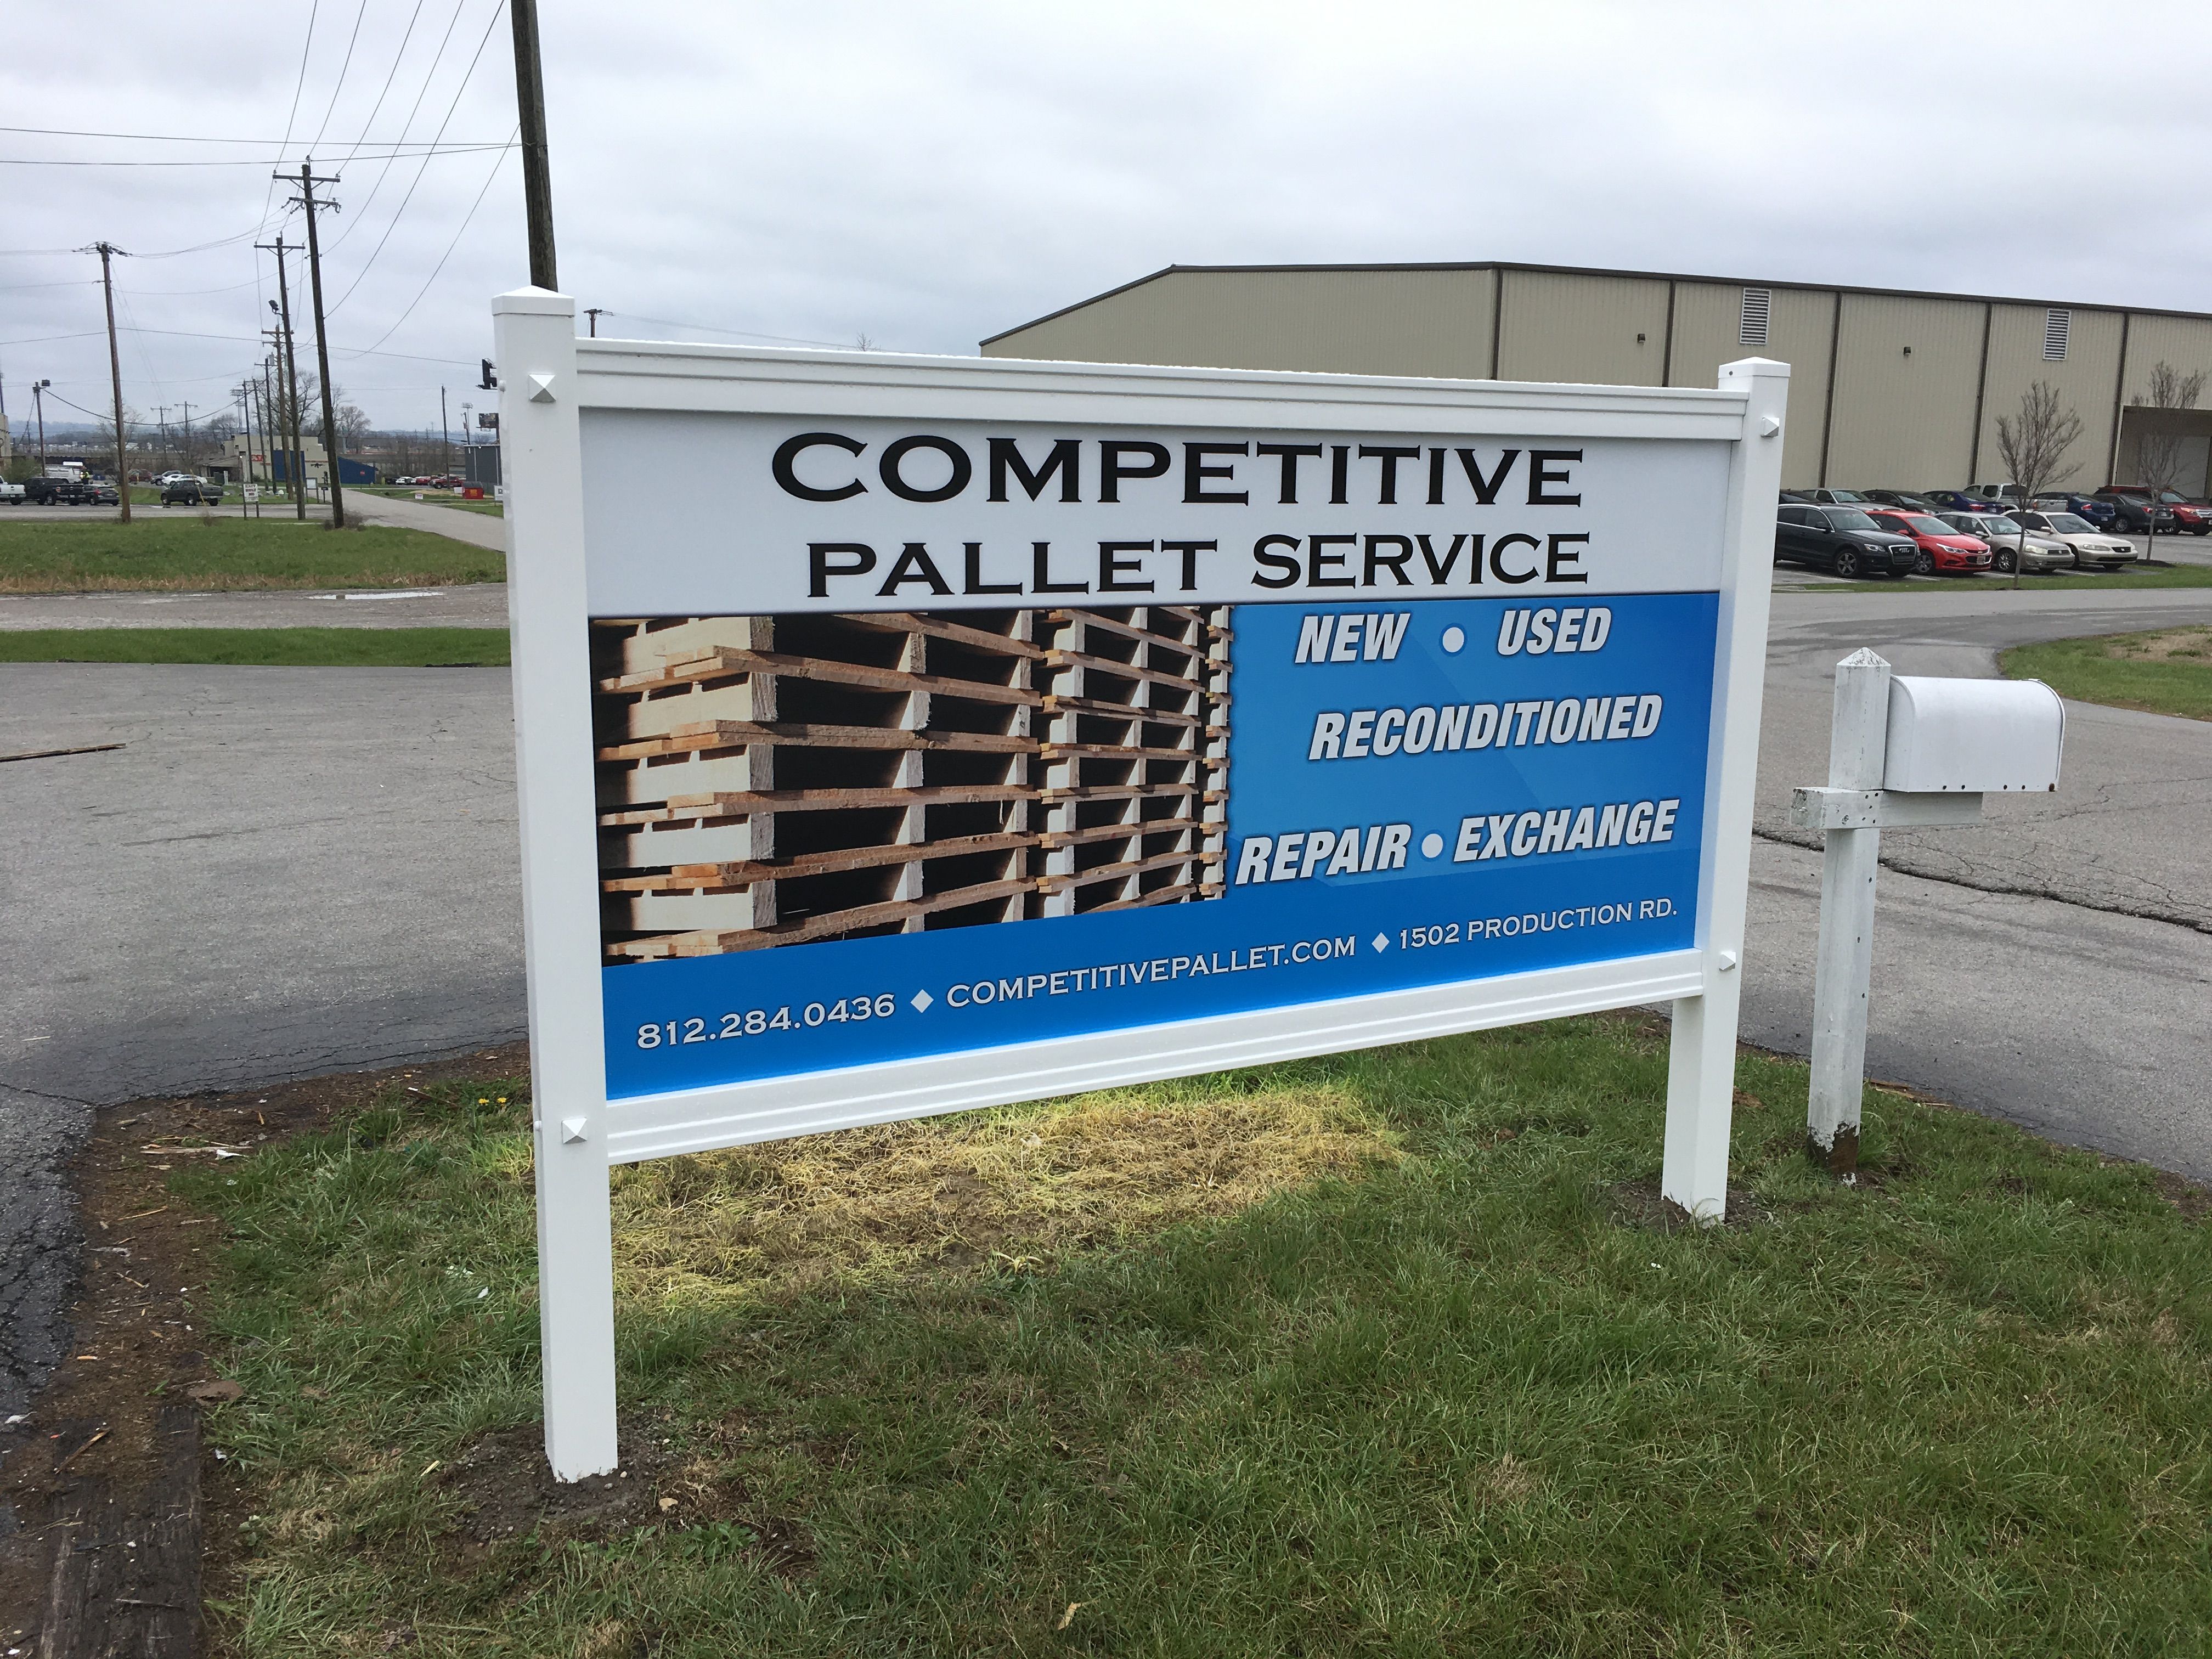 COMPETITIVE
PALLET SERVICE
NEW • USED
RECONDITIONED
REPAIR • EXCHANGE
812.284.0436 ◆ COMPETITIVEPALLET.COM ◆ 1502 PRODUCTION RD.